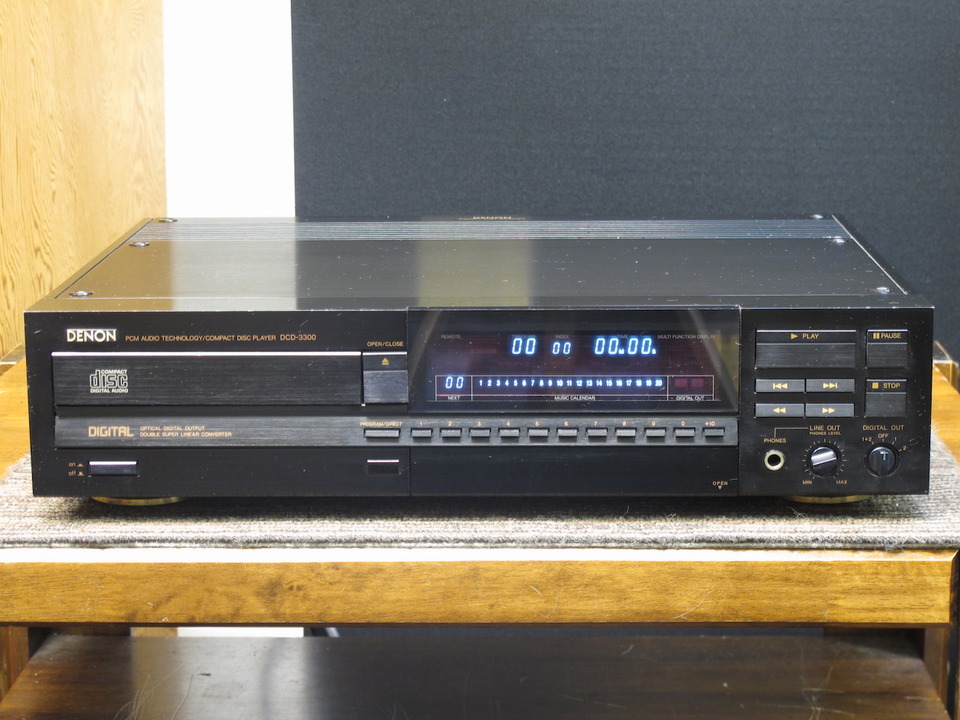 DENON
DENON PCM AUDIO TECHNOLOGY/COMPACT DISC PLAYER DCD-3300
OPEN/CLOSE
COMPACT
disc
DIGITAL AUDIO
REMOTE INDEX MULTI FUNCTION DISPLAY
00 00 00.00.
00 1 2 3 4 5 6 7 8 9 10 11 12 13 14 15 16 17 18 19 20
NEXT MUSIC CALENDAR DIGITAL OUT
PLAY PAUSE
STOP
DIGITAL OPTICAL-DIGITAL OUTPUT
DOUBLE SUPER LINEAR CONVERTER
PROGRAM/DIRECT 1 2 3 4 5 6 7 8 9 0 +10
on
off
OPEN
PHONES
LINE OUT
PHONES LEVEL
MIN MAX
DIGITAL OUT
OFF
1+2 2